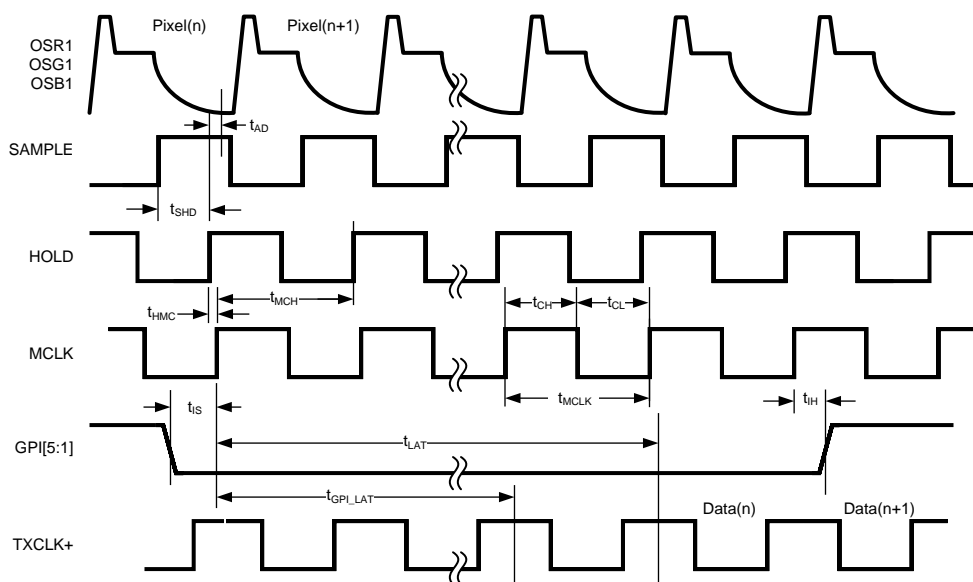 Pixel(n) Pixel(n+1)
OSR1
OSG1
OSB1
tAD
SAMPLE
tSHD
HOLD
tMCH tCH tCL
tHMC
MCLK
tIS tMCLK tIH
GPI[5:1] tLAT
tGPI_LAT
Data(n) Data(n+1)
TXCLK+